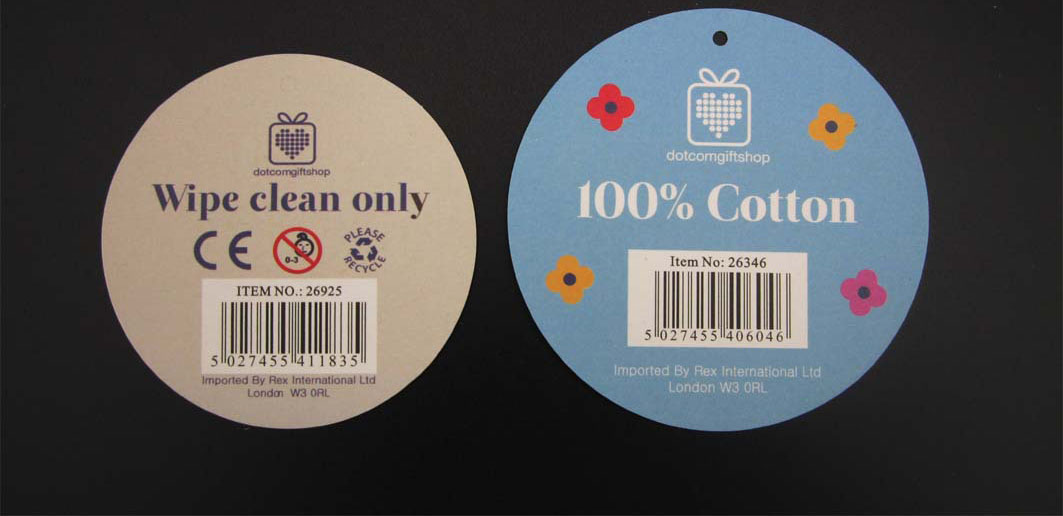 dotcomgiftshop
Wipe clean only
CE
0-3
PLEASE
RECYCLE
ITEM NO.: 26925
5 027455 411835
Imported By Rex International Ltd
London W3 0RL
dotcomgiftshop
100% Cotton
Item No: 26346
5 027455 406046
Imported By Rex International Ltd
London W3 0RL